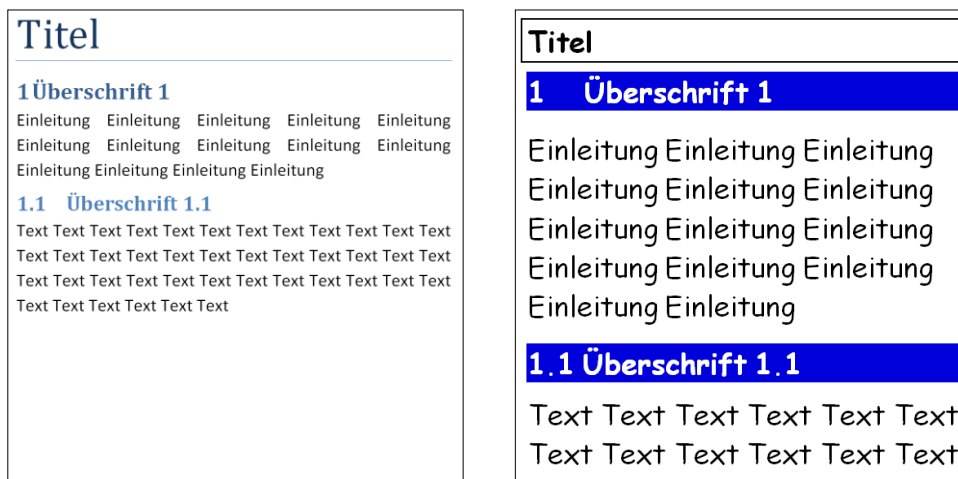 Titel
1 Überschrift 1
Einleitung Einleitung Einleitung Einleitung Einleitung
Einleitung Einleitung Einleitung Einleitung Einleitung
Einleitung Einleitung Einleitung Einleitung
1.1 Überschrift 1.1
Text Text Text Text Text Text Text Text Text Text Text Text
Text Text Text Text Text Text Text Text Text Text Text Text
Text Text Text Text Text Text Text Text Text Text Text Text
Text Text Text Text Text Text
Titel
1 Überschrift 1
Einleitung Einleitung Einleitung
Einleitung Einleitung Einleitung
Einleitung Einleitung Einleitung
Einleitung Einleitung Einleitung
Einleitung Einleitung
1.1 Überschrift 1.1
Text Text Text Text Text Text
Text Text Text Text Text Text